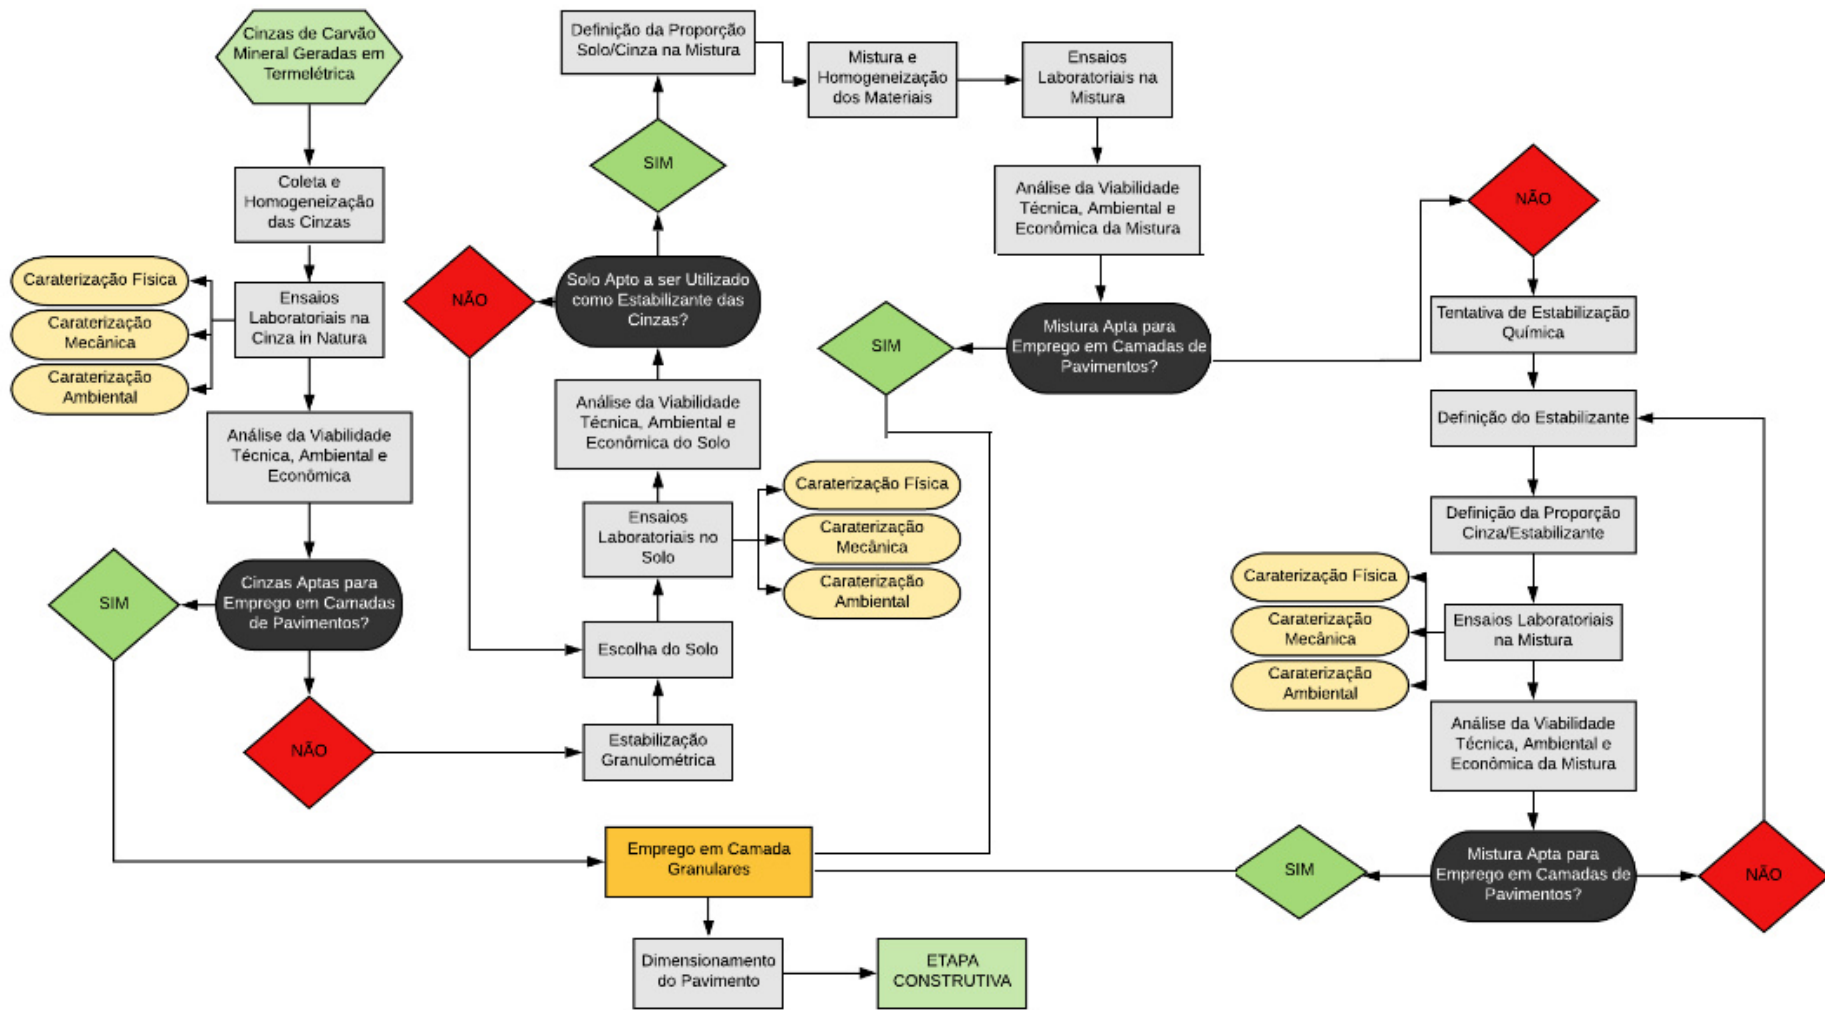 Cinzas de Carvão
Mineral Geradas em
Termelétrica
Coleta e
Homogeneização
das Cinzas
Caraterização Física
Caraterização
Mecânica
Caraterização
Ambiental
Ensaios
Laboratoriais na
Cinza in Natura
Análise da Viabilidade
Técnica, Ambiental e
Econômica
Cinzas Aptas para
Emprego em Camadas
de Pavimentos?
SIM
NÃO
Estabilização
Granulométrica
Escolha do Solo
Ensaios
Laboratoriais no
Solo
Caraterização Física
Caraterização
Mecânica
Caraterização
Ambiental
Análise da Viabilidade
Técnica, Ambiental e
Econômica do Solo
Solo Apto a ser Utilizado
como Estabilizante das
Cinzas?
NÃO
SIM
Definição da Proporção
Solo/Cinza na Mistura
Mistura e
Homogeneização
dos Materiais
Ensaios
Laboratoriais na
Mistura
Análise da Viabilidade
Técnica, Ambiental e
Econômica da Mistura
Mistura Apta para
Emprego em Camadas de
Pavimentos?
SIM
NÃO
Tentativa de Estabilização
Química
Definição do Estabilizante
Definição da Proporção
Cinza/Estabilizante
Ensaios Laboratoriais
na Mistura
Caraterização Física
Caraterização
Mecânica
Caraterização
Ambiental
Análise da Viabilidade
Técnica, Ambiental e
Econômica da Mistura
Mistura Apta para
Emprego em Camadas de
Pavimentos?
SIM
NÃO
Emprego em Camada
Granulares
Dimensionamento
do Pavimento
ETAPA
CONSTRUTIVA